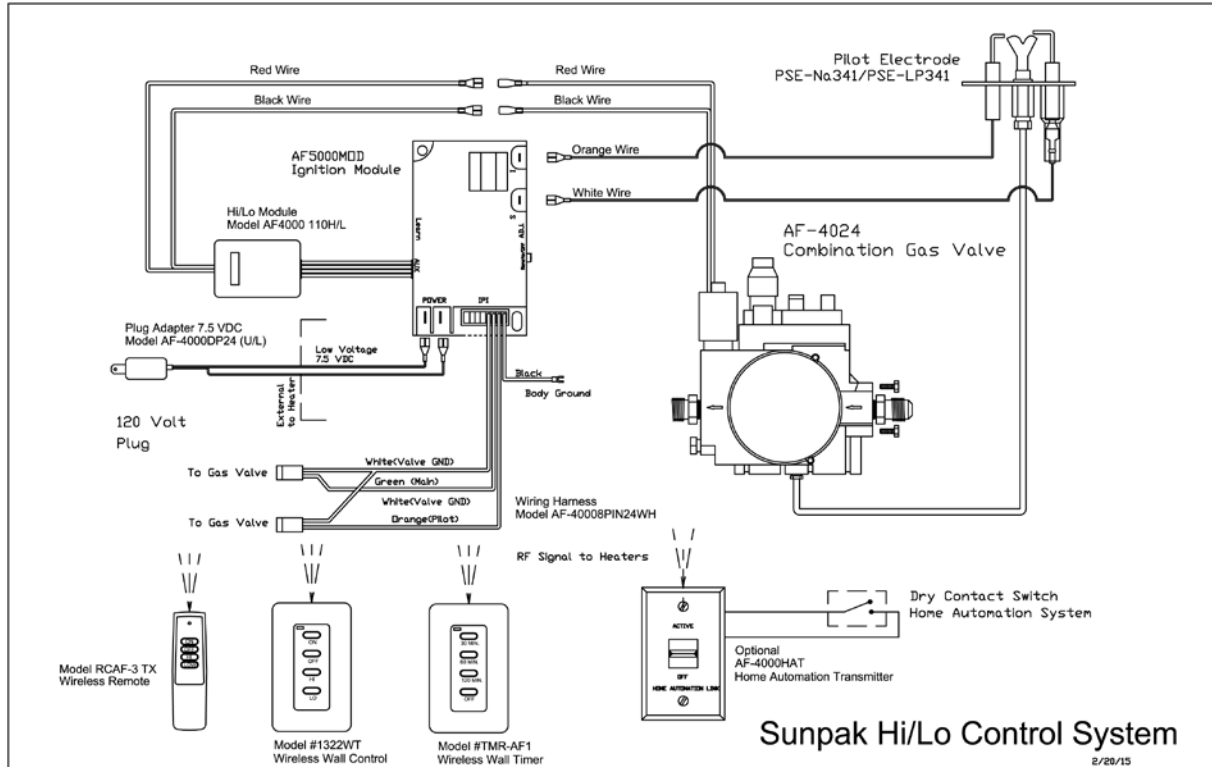 Red Wire
Red Wire
Black Wire
Black Wire
Pilot Electrode
PSE-Na341/PSE-LP341
AF5000MOD
Ignition Module
Orange Wire
White Wire
I
S
Hi/Lo Module
Model AF4000 110H/L
Learn
AUX
AF-4024
Combination Gas Valve
POWER
IPI
Plug Adapter 7.5 VDC
Model AF-4000DP24 (U/L)
Low Voltage
7.5 VDC
External
to Heater
Black
Body Ground
120 Volt
Plug
To Gas Valve
White(Valve GND)
Green (Main)
White(Valve GND)
To Gas Valve
Orange(Pilot)
Wiring Harness
Model AF-40008PIN24WH
RF Signal to Heaters
ON
OFF
HI
LOW
Model RCAF-3 TX
Wireless Remote
ON
OFF
HI
LO
Model #1322WT
Wireless Wall Control
30 MIN.
60 MIN.
120 MIN.
OFF
Model #TMR-AF1
Wireless Wall Timer
ACTIVE
OFF
HOME AUTOMATION LINK
Dry Contact Switch
Home Automation System
Optional
AF-4000HAT
Home Automation Transmitter
Sunpak Hi/Lo Control System
2/20/15